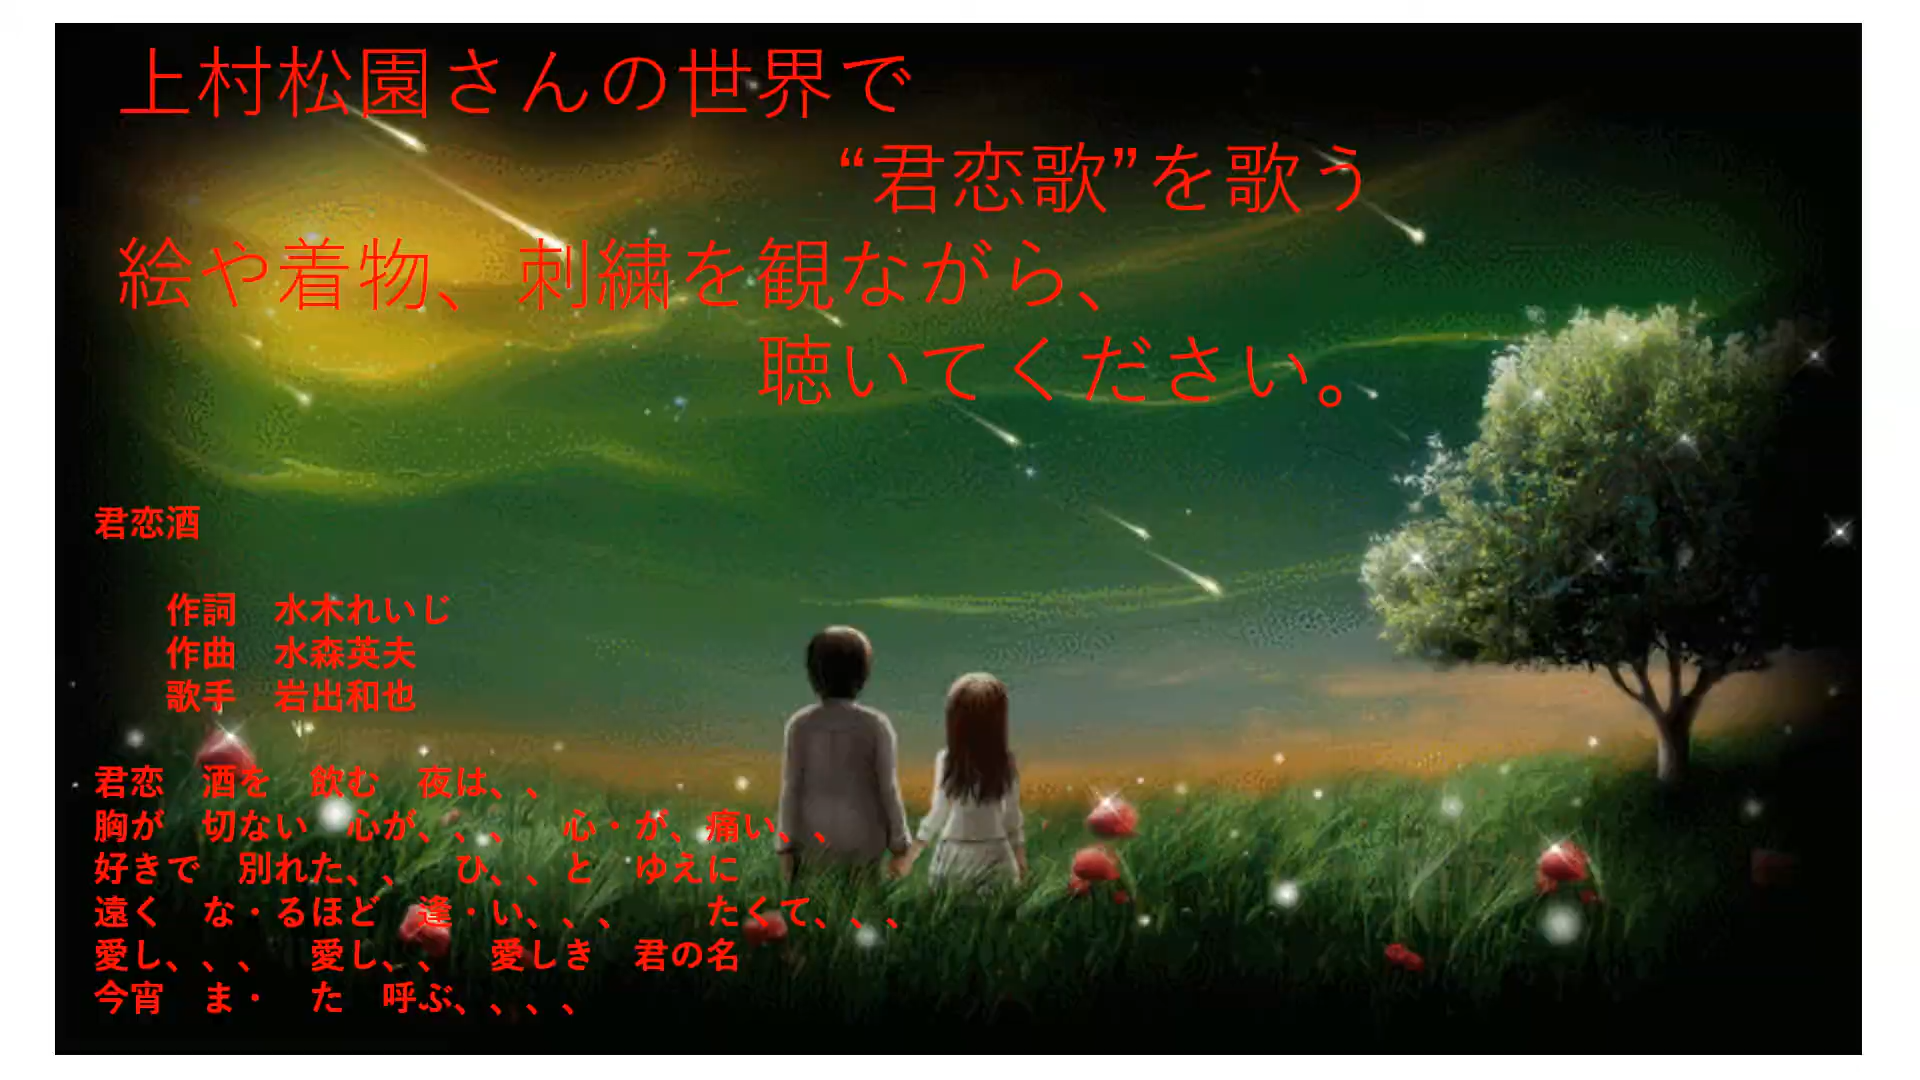 上村松園さんの世界で
“君恋歌”を歌う
絵や着物、刺繍を観ながら、
聴いてください。
君恋酒
作詞　水木れいじ
作曲　水森英夫
歌手　岩出和也
君恋　酒を　飲む　夜は、、
胸が　切ない　心が、、、　心・が、痛い、、
好きで　別れた、、　ひ、、と　ゆえに
遠く　な・るほど　逢・い、、、　　たくて、、、
愛し、、、　愛し、、　愛しき　君の名
今宵　ま・　た　呼ぶ、、、、